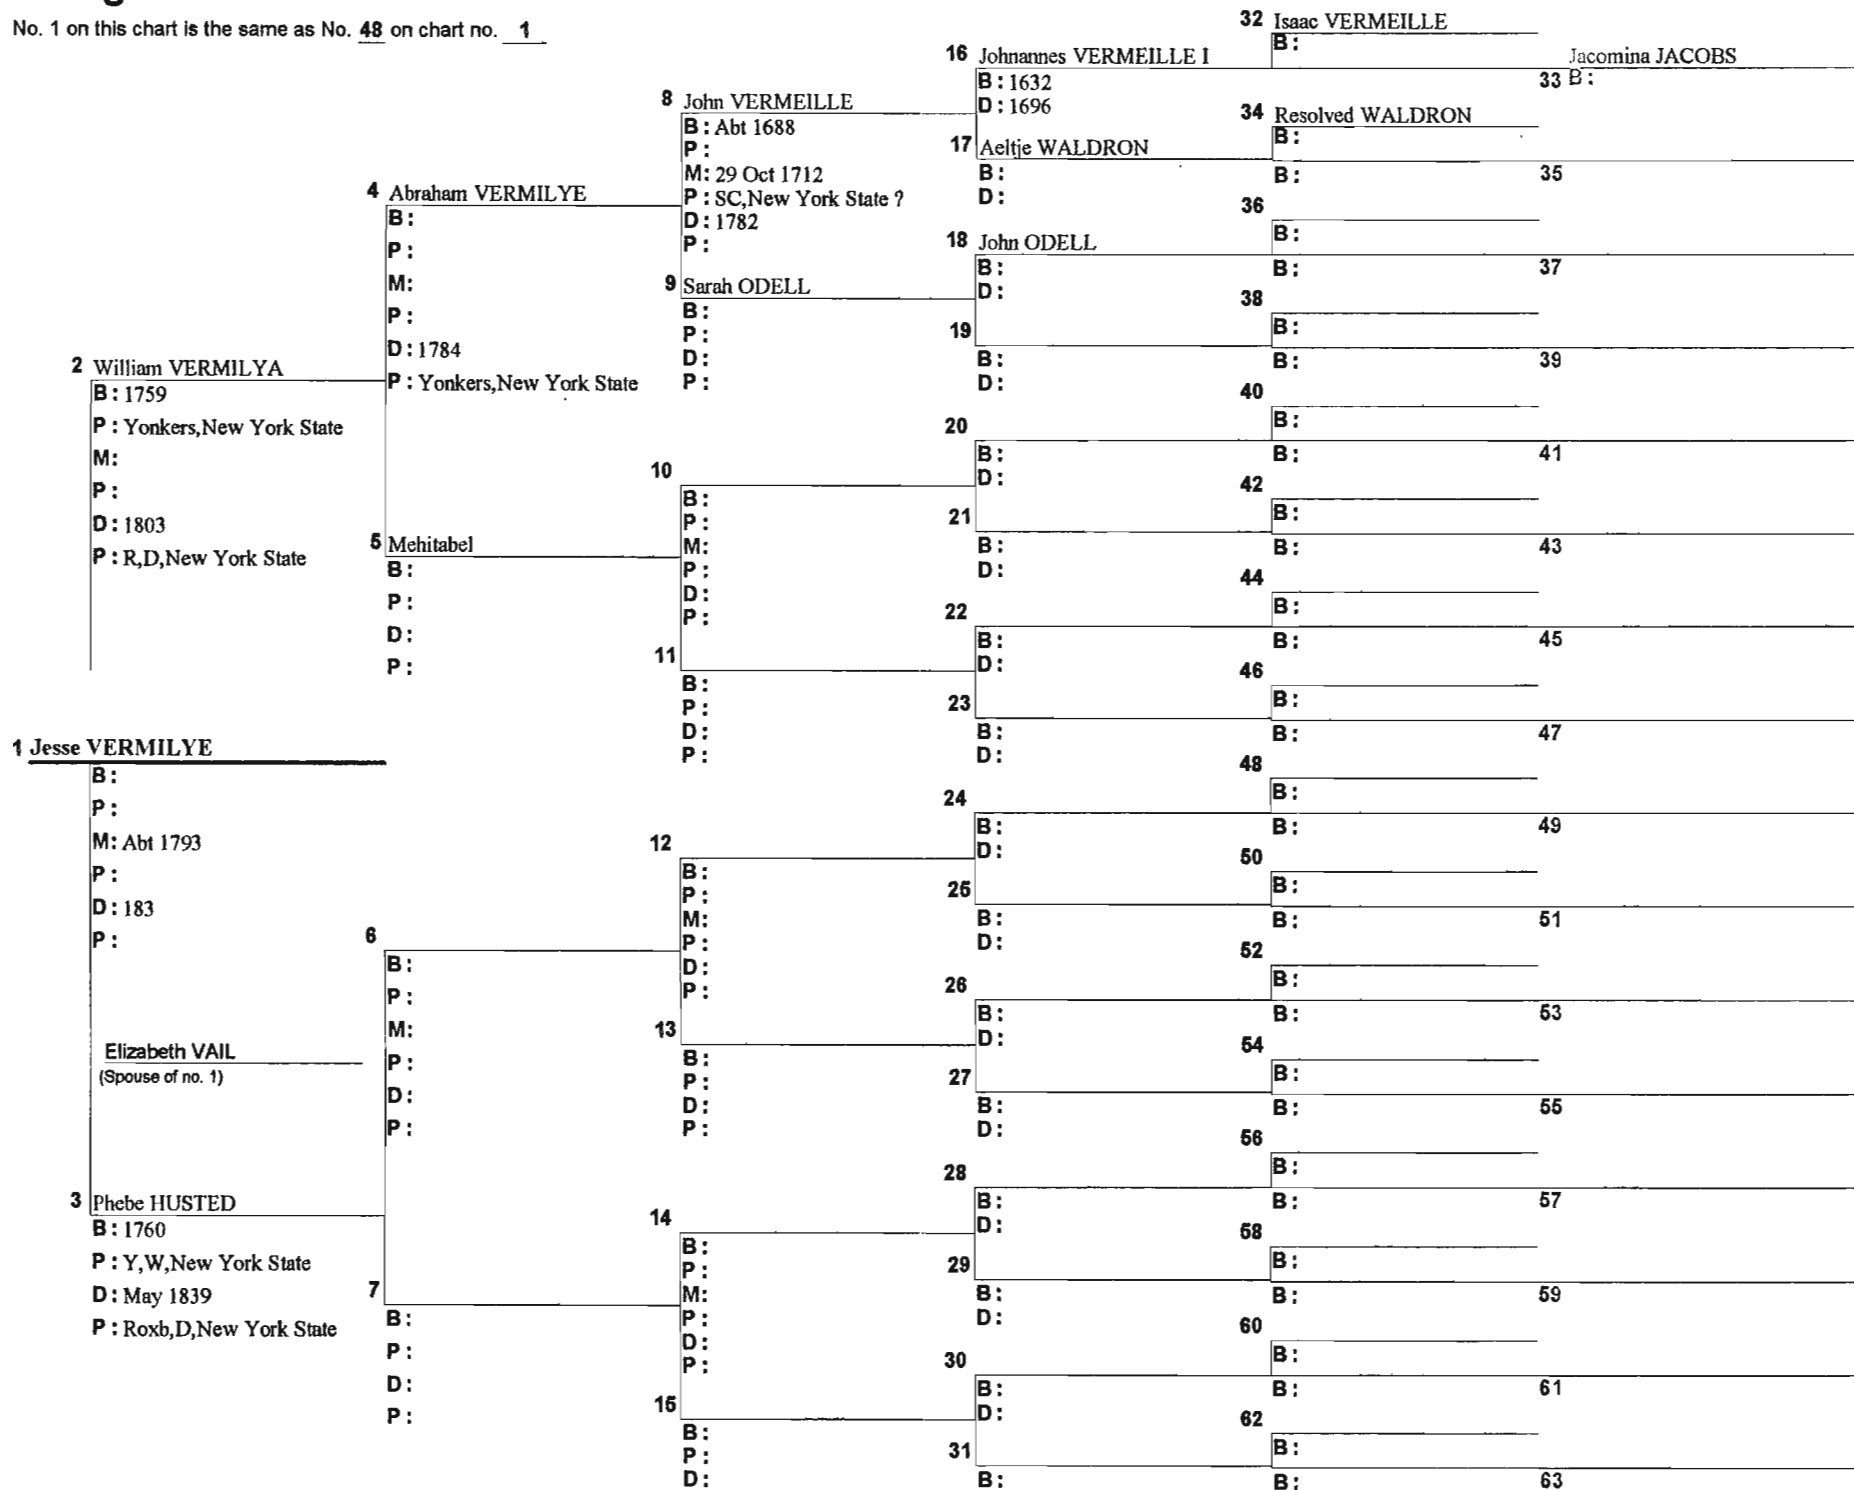 No. 1 on this chart is the same as No. 48 on chart no. 1
2 William VERMILYA
B: 1759
P: Yonkers,New York State
M:
P:
D: 1803
P: R,D,New York State
1 Jesse VERMILYE
B:
P:
M: Abt 1793
P:
D: 183
P:
Elizabeth VAIL
(Spouse of no. 1)
3 Phebe HUSTED
B: 1760
P: Y,W,New York State
D: May 1839
P: Roxb,D,New York State
4 Abraham VERMILYE
B:
P:
M:
P:
D: 1784
P: Yonkers,New York State
5 Mehitabel
B:
P:
D:
P:
6
B:
P:
M:
P:
D:
P:
7
B:
P:
D:
P:
8 John VERMEILLE
B: Abt 1688
P:
M: 29 Oct 1712
P: SC,New York State ?
D: 1782
P:
9 Sarah ODELL
B:
P:
D:
P:
10
B:
P:
M:
P:
D:
P:
11
B:
P:
D:
P:
12
B:
P:
M:
P:
D:
P:
13
B:
P:
D:
P:
14
B:
P:
M:
P:
D:
P:
15
B:
P:
D:
16 Johnannes VERMEILLE I
B: 1632
D: 1696
17 Aeltje WALDRON
B:
D:
18 John ODELL
B:
D:
19
B:
D:
20
B:
D:
21
B:
D:
22
B:
D:
23
B:
D:
24
B:
D:
25
B:
D:
26
B:
D:
27
B:
D:
28
B:
D:
29
B:
D:
30
B:
D:
31
B:
32 Isaac VERMEILLE
B:
Jacomina JACOBS
33 B:
34 Resolved WALDRON
B:
B: 35
36
B:
B: 37
38
B:
B: 39
40
B:
B: 41
42
B:
B: 43
44
B:
B: 45
46
B:
B: 47
48
B:
B: 49
50
B:
B: 51
52
B:
B: 53
54
B:
B: 55
56
B:
B: 57
58
B:
B: 59
60
B:
B: 61
62
B:
B: 63